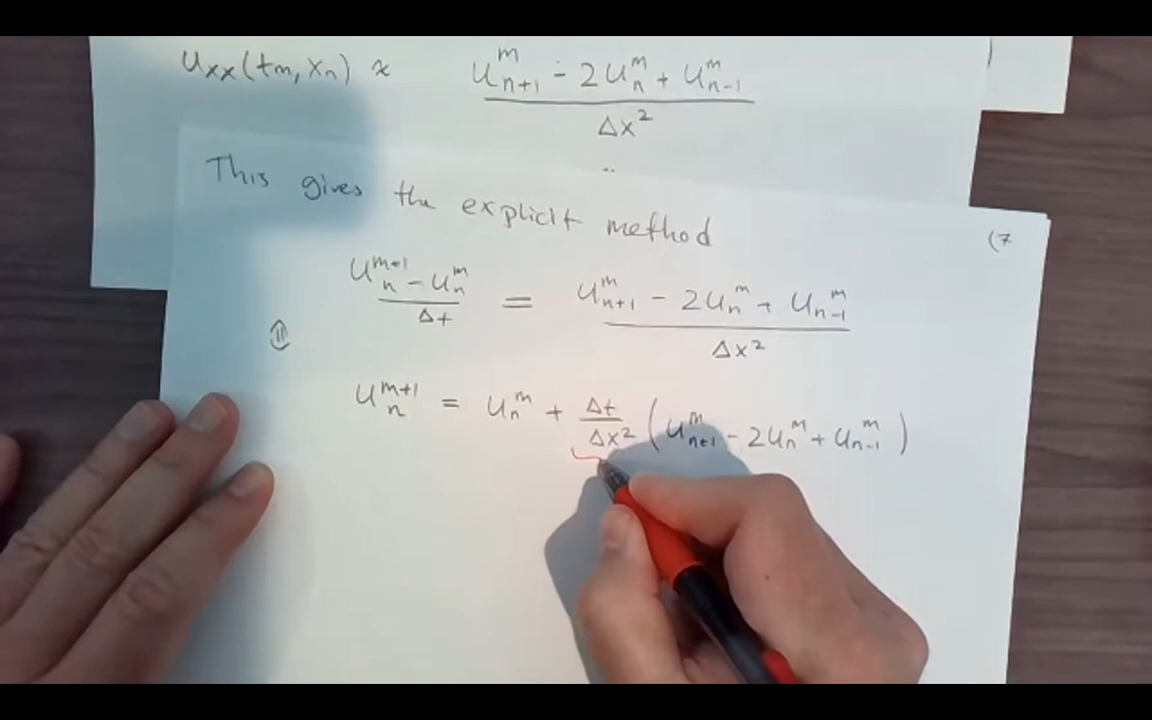 u_xx(t_m, x_n) ≈ (u^m_{n+1} - 2u^m_n + u^m_{n-1}) / Δx²
This gives the explicit method
(7
(u^{m+1}_n - u^m_n) / Δt = (u^m_{n+1} - 2u^m_n + u^m_{n-1}) / Δx²
⇕
u^{m+1}_n = u^m_n + Δt/Δx² (u^m_{n+1} - 2u^m_n + u^m_{n-1})